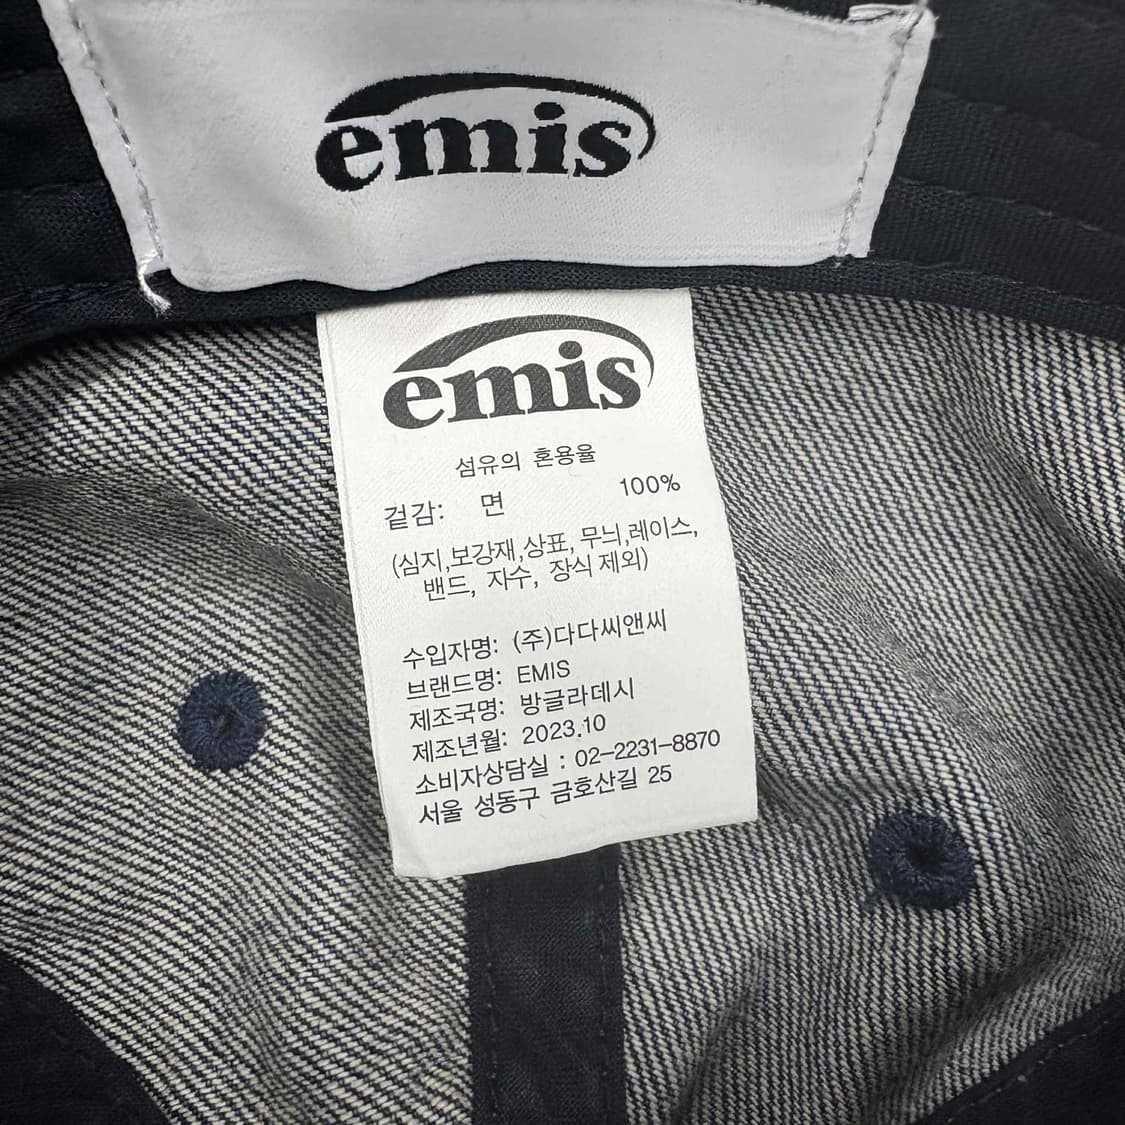 emis
emis
섬유의 혼용율
겉감: 면 100%
(심지,보강재,상표, 무늬,레이스,
밴드, 자수, 장식 제외)
수입자명: (주)다다씨앤씨
브랜드명: EMIS
제조국명: 방글라데시
제조년월: 2023.10
소비자상담실 : 02-2231-8870
서울 성동구 금호산길 25